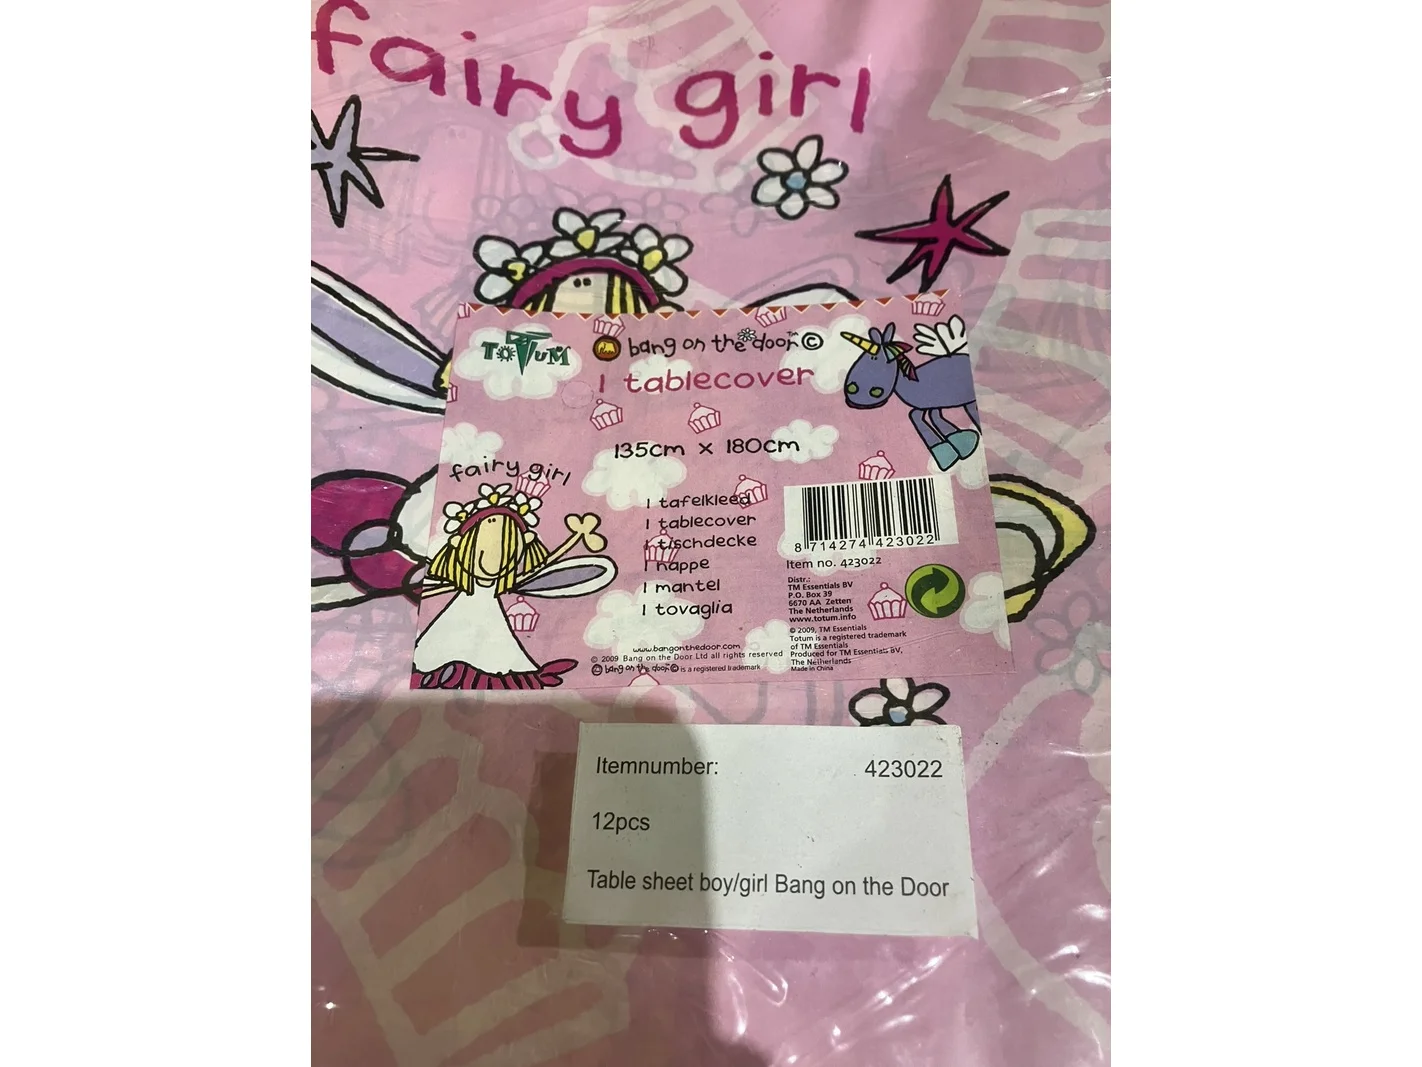 fairy girl
TOTUM
bang on the door™©
1 tablecover
135cm x 180cm
fairy girl
1 tafelkleed
1 tablecover
1 tischdecke
1 nappe
1 mantel
1 tovaglia
8 714274 423022
Item no. 423022
Distr.:
TM Essentials BV
P.O. Box 39
6670 AA Zetten
The Netherlands
www.totum.info
© 2009, TM Essentials
Totum is a registered trademark
of TM Essentials
Produced for TM Essentials BV,
The Netherlands
Made in China
www.bangonthedoor.com
© 2009 Bang on the Door Ltd all rights reserved
bang on the door© is a registered trademark
Itemnumber: 423022
12pcs
Table sheet boy/girl Bang on the Door